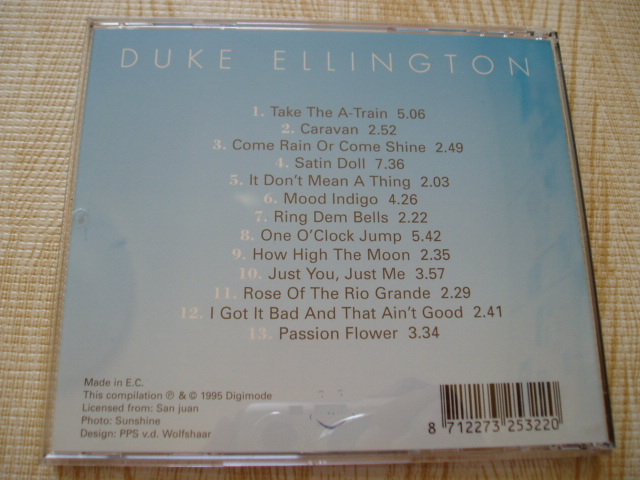 DUKE ELLINGTON
1. Take The A-Train 5.06
2. Caravan 2.52
3. Come Rain Or Come Shine 2.49
4. Satin Doll 7.36
5. It Don't Mean A Thing 2.03
6. Mood Indigo 4.26
7. Ring Dem Bells 2.22
8. One O'Clock Jump 5.42
9. How High The Moon 2.35
10. Just You, Just Me 3.57
11. Rose Of The Rio Grande 2.29
12. I Got It Bad And That Ain't Good 2.41
13. Passion Flower 3.34
Made in E.C.
This compilation ℗ & © 1995 Digimode
Licensed from: San juan
Photo: Sunshine
Design: PPS v.d. Wolfshaar
8 712273 253220